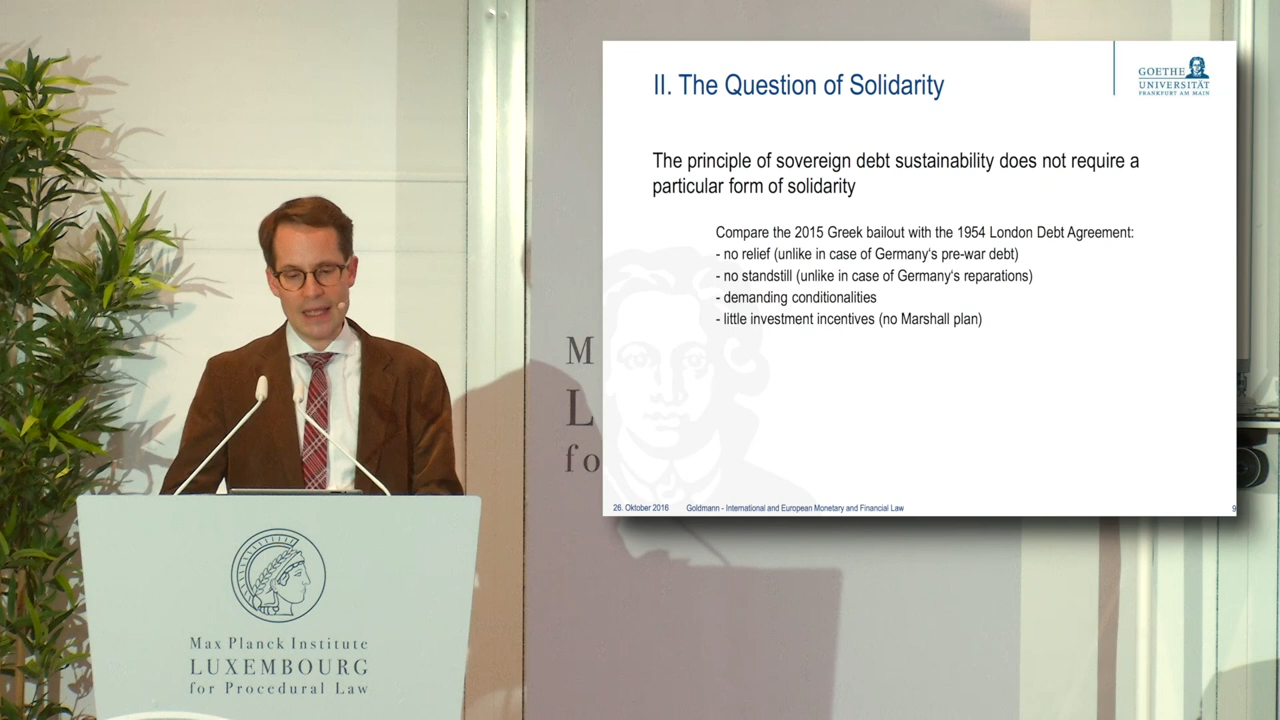 II. The Question of Solidarity
GOETHE
UNIVERSITÄT
FRANKFURT AM MAIN
The principle of sovereign debt sustainability does not require a
particular form of solidarity
Compare the 2015 Greek bailout with the 1954 London Debt Agreement:
- no relief (unlike in case of Germany's pre-war debt)
- no standstill (unlike in case of Germany's reparations)
- demanding conditionalities
- little investment incentives (no Marshall plan)
26. Oktober 2016 Goldmann - International and European Monetary and Financial Law 9
M
L
fo
Max Planck Institute
LUXEMBOURG
for Procedural Law